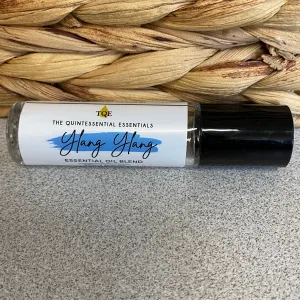 TQE
THE QUINTESSENTIAL ESSENTIALS
Ylang Ylang
ESSENTIAL OIL BLEND